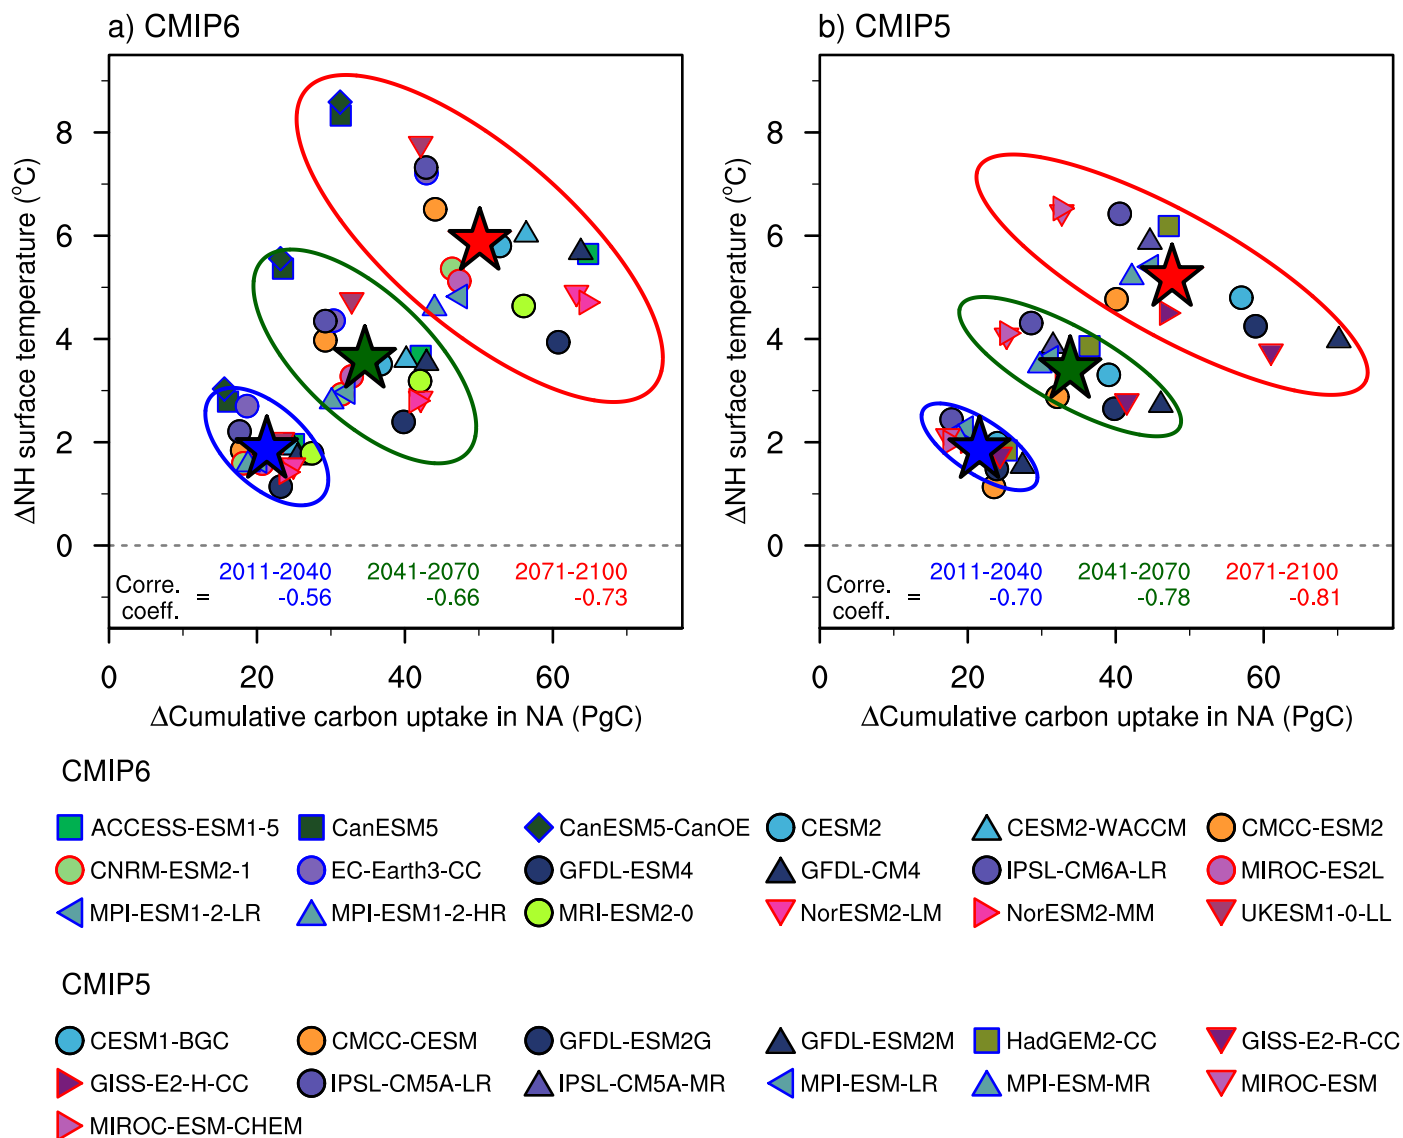 a) CMIP6
b) CMIP5
ΔNH surface temperature (°C)
8
6
4
2
0
Corre. coeff. =
2011-2040 2041-2070 2071-2100
-0.56 -0.66 -0.73
0 20 40 60
ΔCumulative carbon uptake in NA (PgC)
ΔNH surface temperature (°C)
8
6
4
2
0
Corre. coeff. =
2011-2040 2041-2070 2071-2100
-0.70 -0.78 -0.81
0 20 40 60
ΔCumulative carbon uptake in NA (PgC)
CMIP6
ACCESS-ESM1-5 CanESM5 CanESM5-CanOE CESM2 CESM2-WACCM CMCC-ESM2
CNRM-ESM2-1 EC-Earth3-CC GFDL-ESM4 GFDL-CM4 IPSL-CM6A-LR MIROC-ES2L
MPI-ESM1-2-LR MPI-ESM1-2-HR MRI-ESM2-0 NorESM2-LM NorESM2-MM UKESM1-0-LL
CMIP5
CESM1-BGC CMCC-CESM GFDL-ESM2G GFDL-ESM2M HadGEM2-CC GISS-E2-R-CC
GISS-E2-H-CC IPSL-CM5A-LR IPSL-CM5A-MR MPI-ESM-LR MPI-ESM-MR MIROC-ESM
MIROC-ESM-CHEM